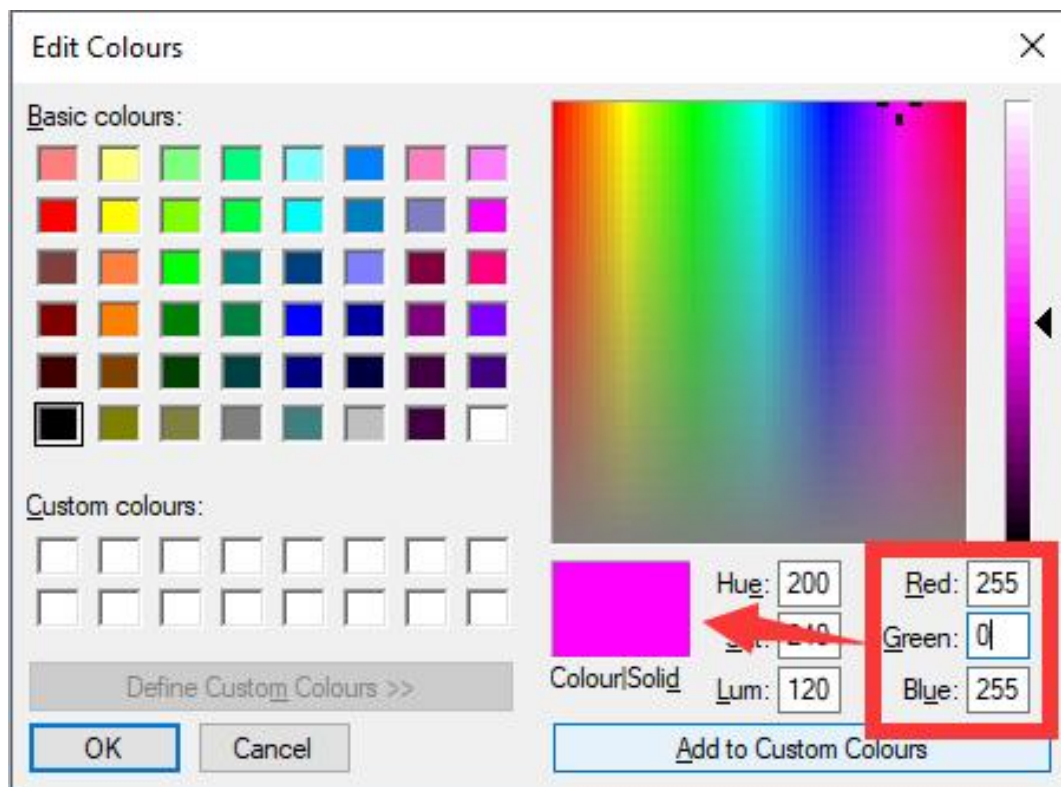 Edit Colours
Basic colours:
Custom colours:
Define Custom Colours >>
OK
Cancel
Colour|Solid
Hue: 200
240
Lum: 120
Red: 255
Green: 0
Blue: 255
Add to Custom Colours